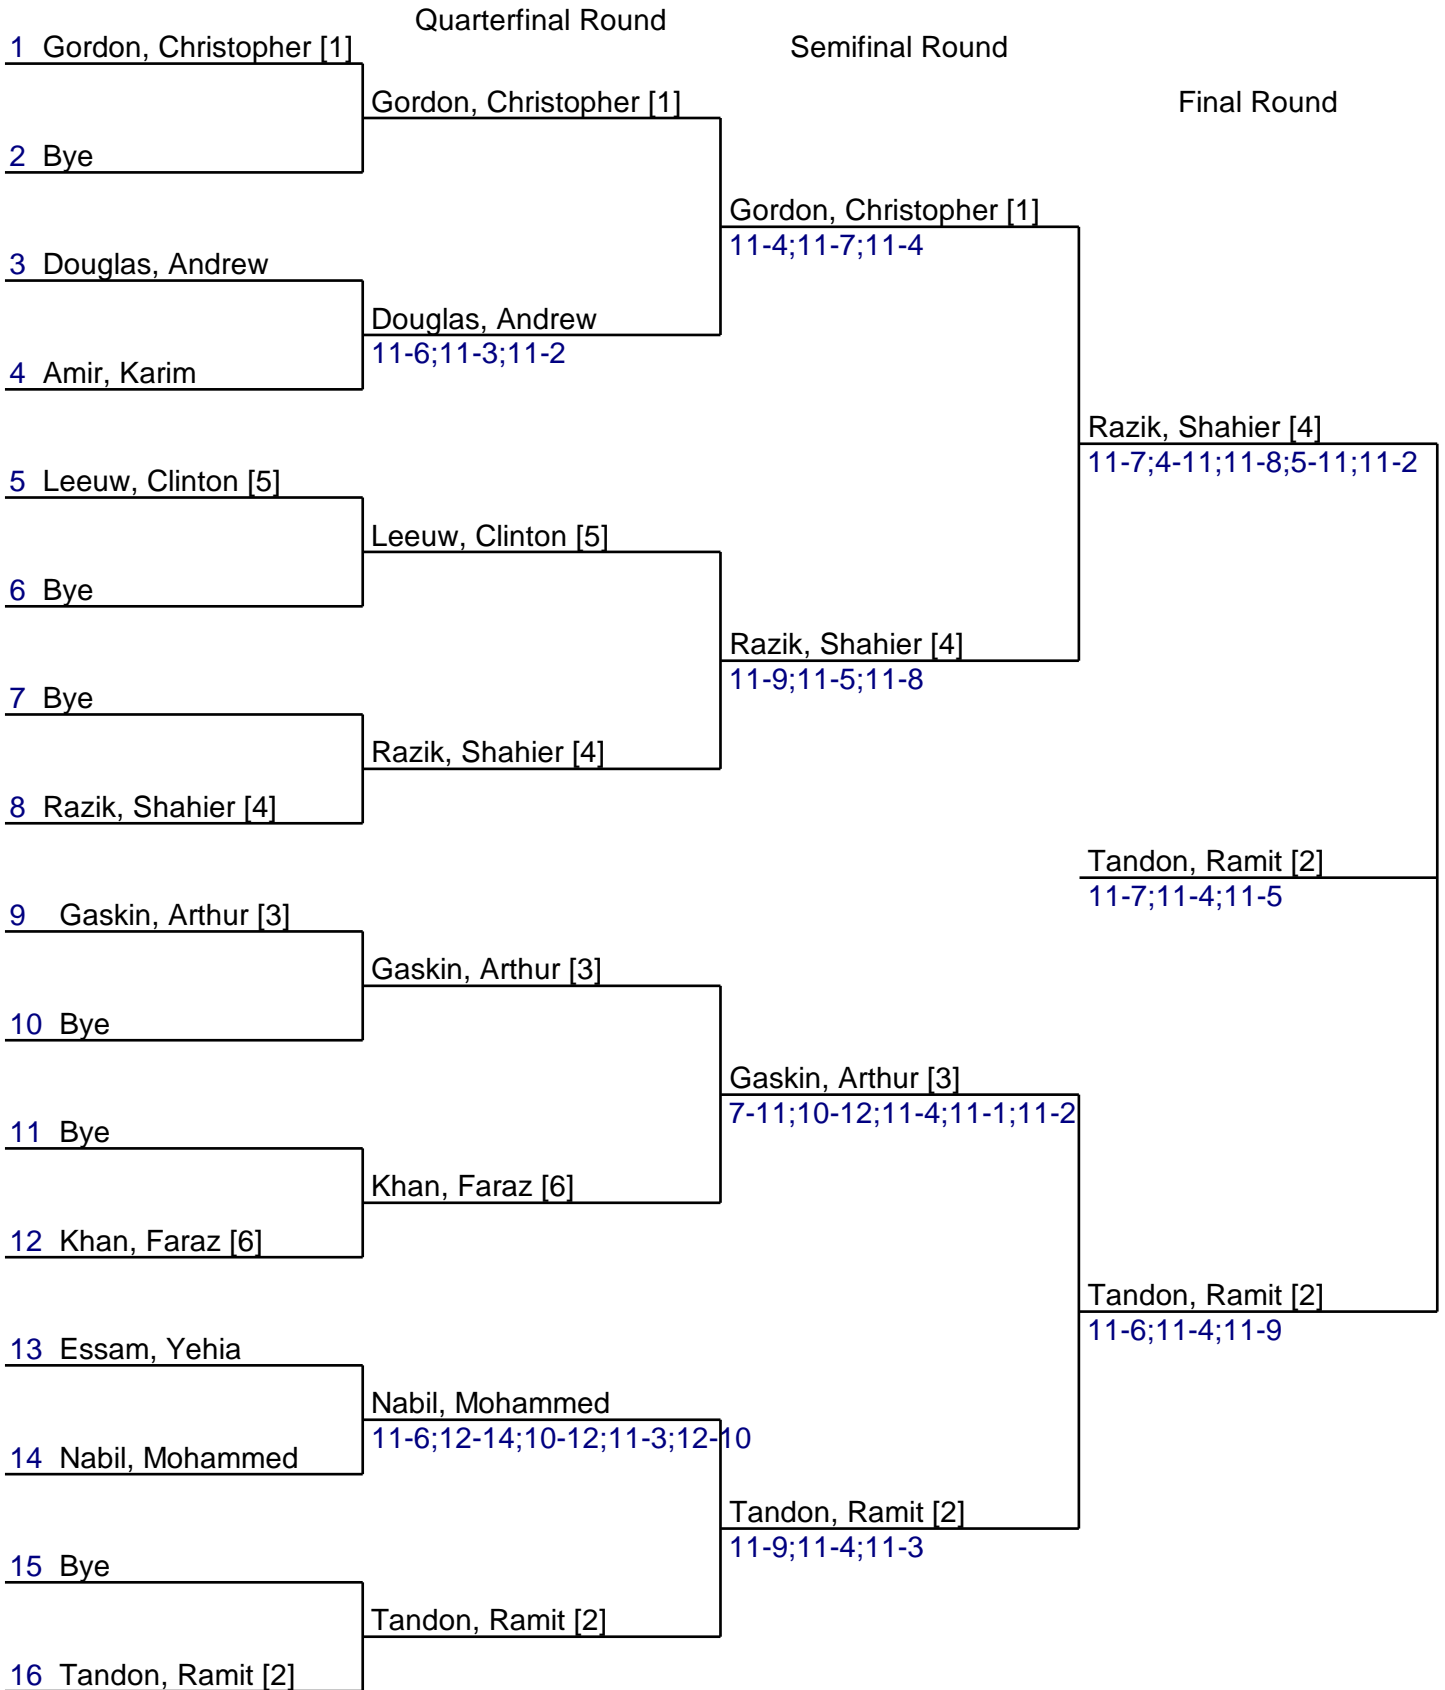 Quarterfinal Round
1 Gordon, Christopher [1]
Semifinal Round
Gordon, Christopher [1]
Final Round
2 Bye
Gordon, Christopher [1]
11-4;11-7;11-4
3 Douglas, Andrew
Douglas, Andrew
11-6;11-3;11-2
4 Amir, Karim
Razik, Shahier [4]
11-7;4-11;11-8;5-11;11-2
5 Leeuw, Clinton [5]
Leeuw, Clinton [5]
6 Bye
Razik, Shahier [4]
11-9;11-5;11-8
7 Bye
Razik, Shahier [4]
8 Razik, Shahier [4]
Tandon, Ramit [2]
11-7;11-4;11-5
9 Gaskin, Arthur [3]
Gaskin, Arthur [3]
10 Bye
Gaskin, Arthur [3]
7-11;10-12;11-4;11-1;11-2
11 Bye
Khan, Faraz [6]
12 Khan, Faraz [6]
Tandon, Ramit [2]
11-6;11-4;11-9
13 Essam, Yehia
Nabil, Mohammed
11-6;12-14;10-12;11-3;12-10
14 Nabil, Mohammed
Tandon, Ramit [2]
11-9;11-4;11-3
15 Bye
Tandon, Ramit [2]
16 Tandon, Ramit [2]